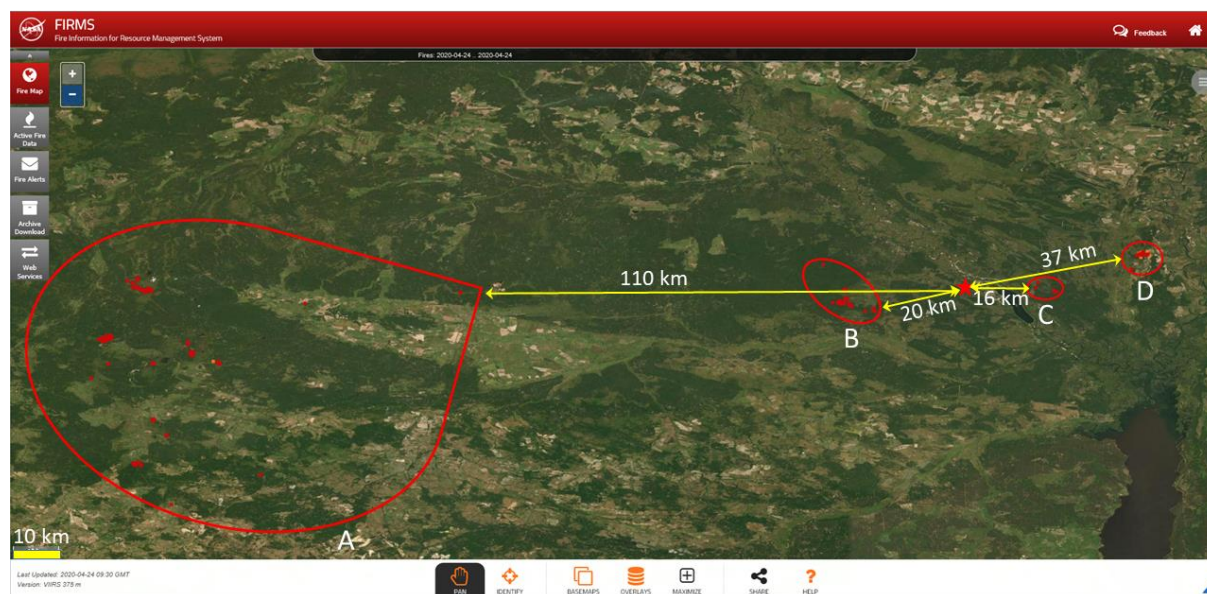 NASA
FIRMS
Fire Information for Resource Management System
Feedback
Fires: 2020-04-24 .. 2020-04-24
Fire Map
Active Fire
Data
Fire Alerts
Archive
Download
Web
Services
110 km
37 km
20 km
16 km
A
B
C
D
10 km
Last Updated: 2020-04-24 09:30 GMT
Version: VIIRS 375 m
PAN
IDENTIFY
BASEMAPS
OVERLAYS
MAXIMIZE
SHARE
HELP